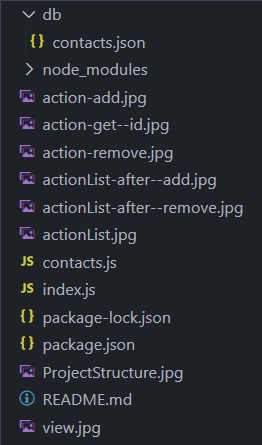 db
{} contacts.json
node_modules
action-add.jpg
action-get--id.jpg
action-remove.jpg
actionList-after--add.jpg
actionList-after--remove.jpg
actionList.jpg
JS contacts.js
JS index.js
{} package-lock.json
{} package.json
ProjectStructure.jpg
README.md
view.jpg